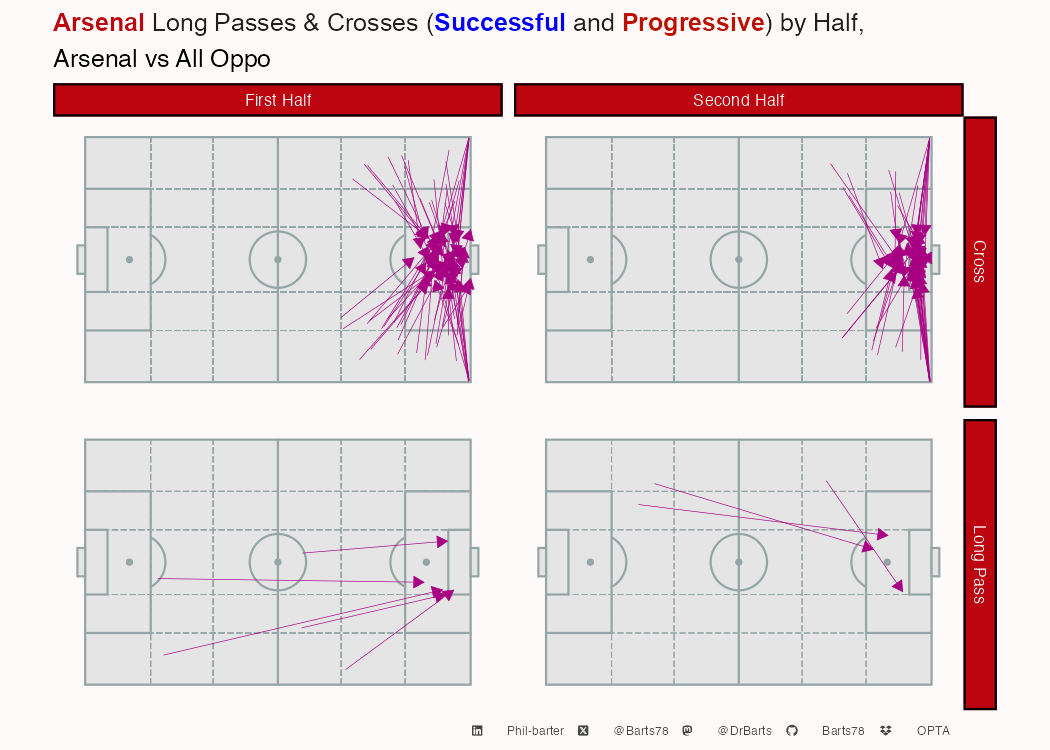 Arsenal Long Passes & Crosses (Successful and Progressive) by Half,
Arsenal vs All Oppo
First Half
Second Half
Cross
Long Pass
Phil-barter @Barts78 @DrBarts Barts78 OPTA